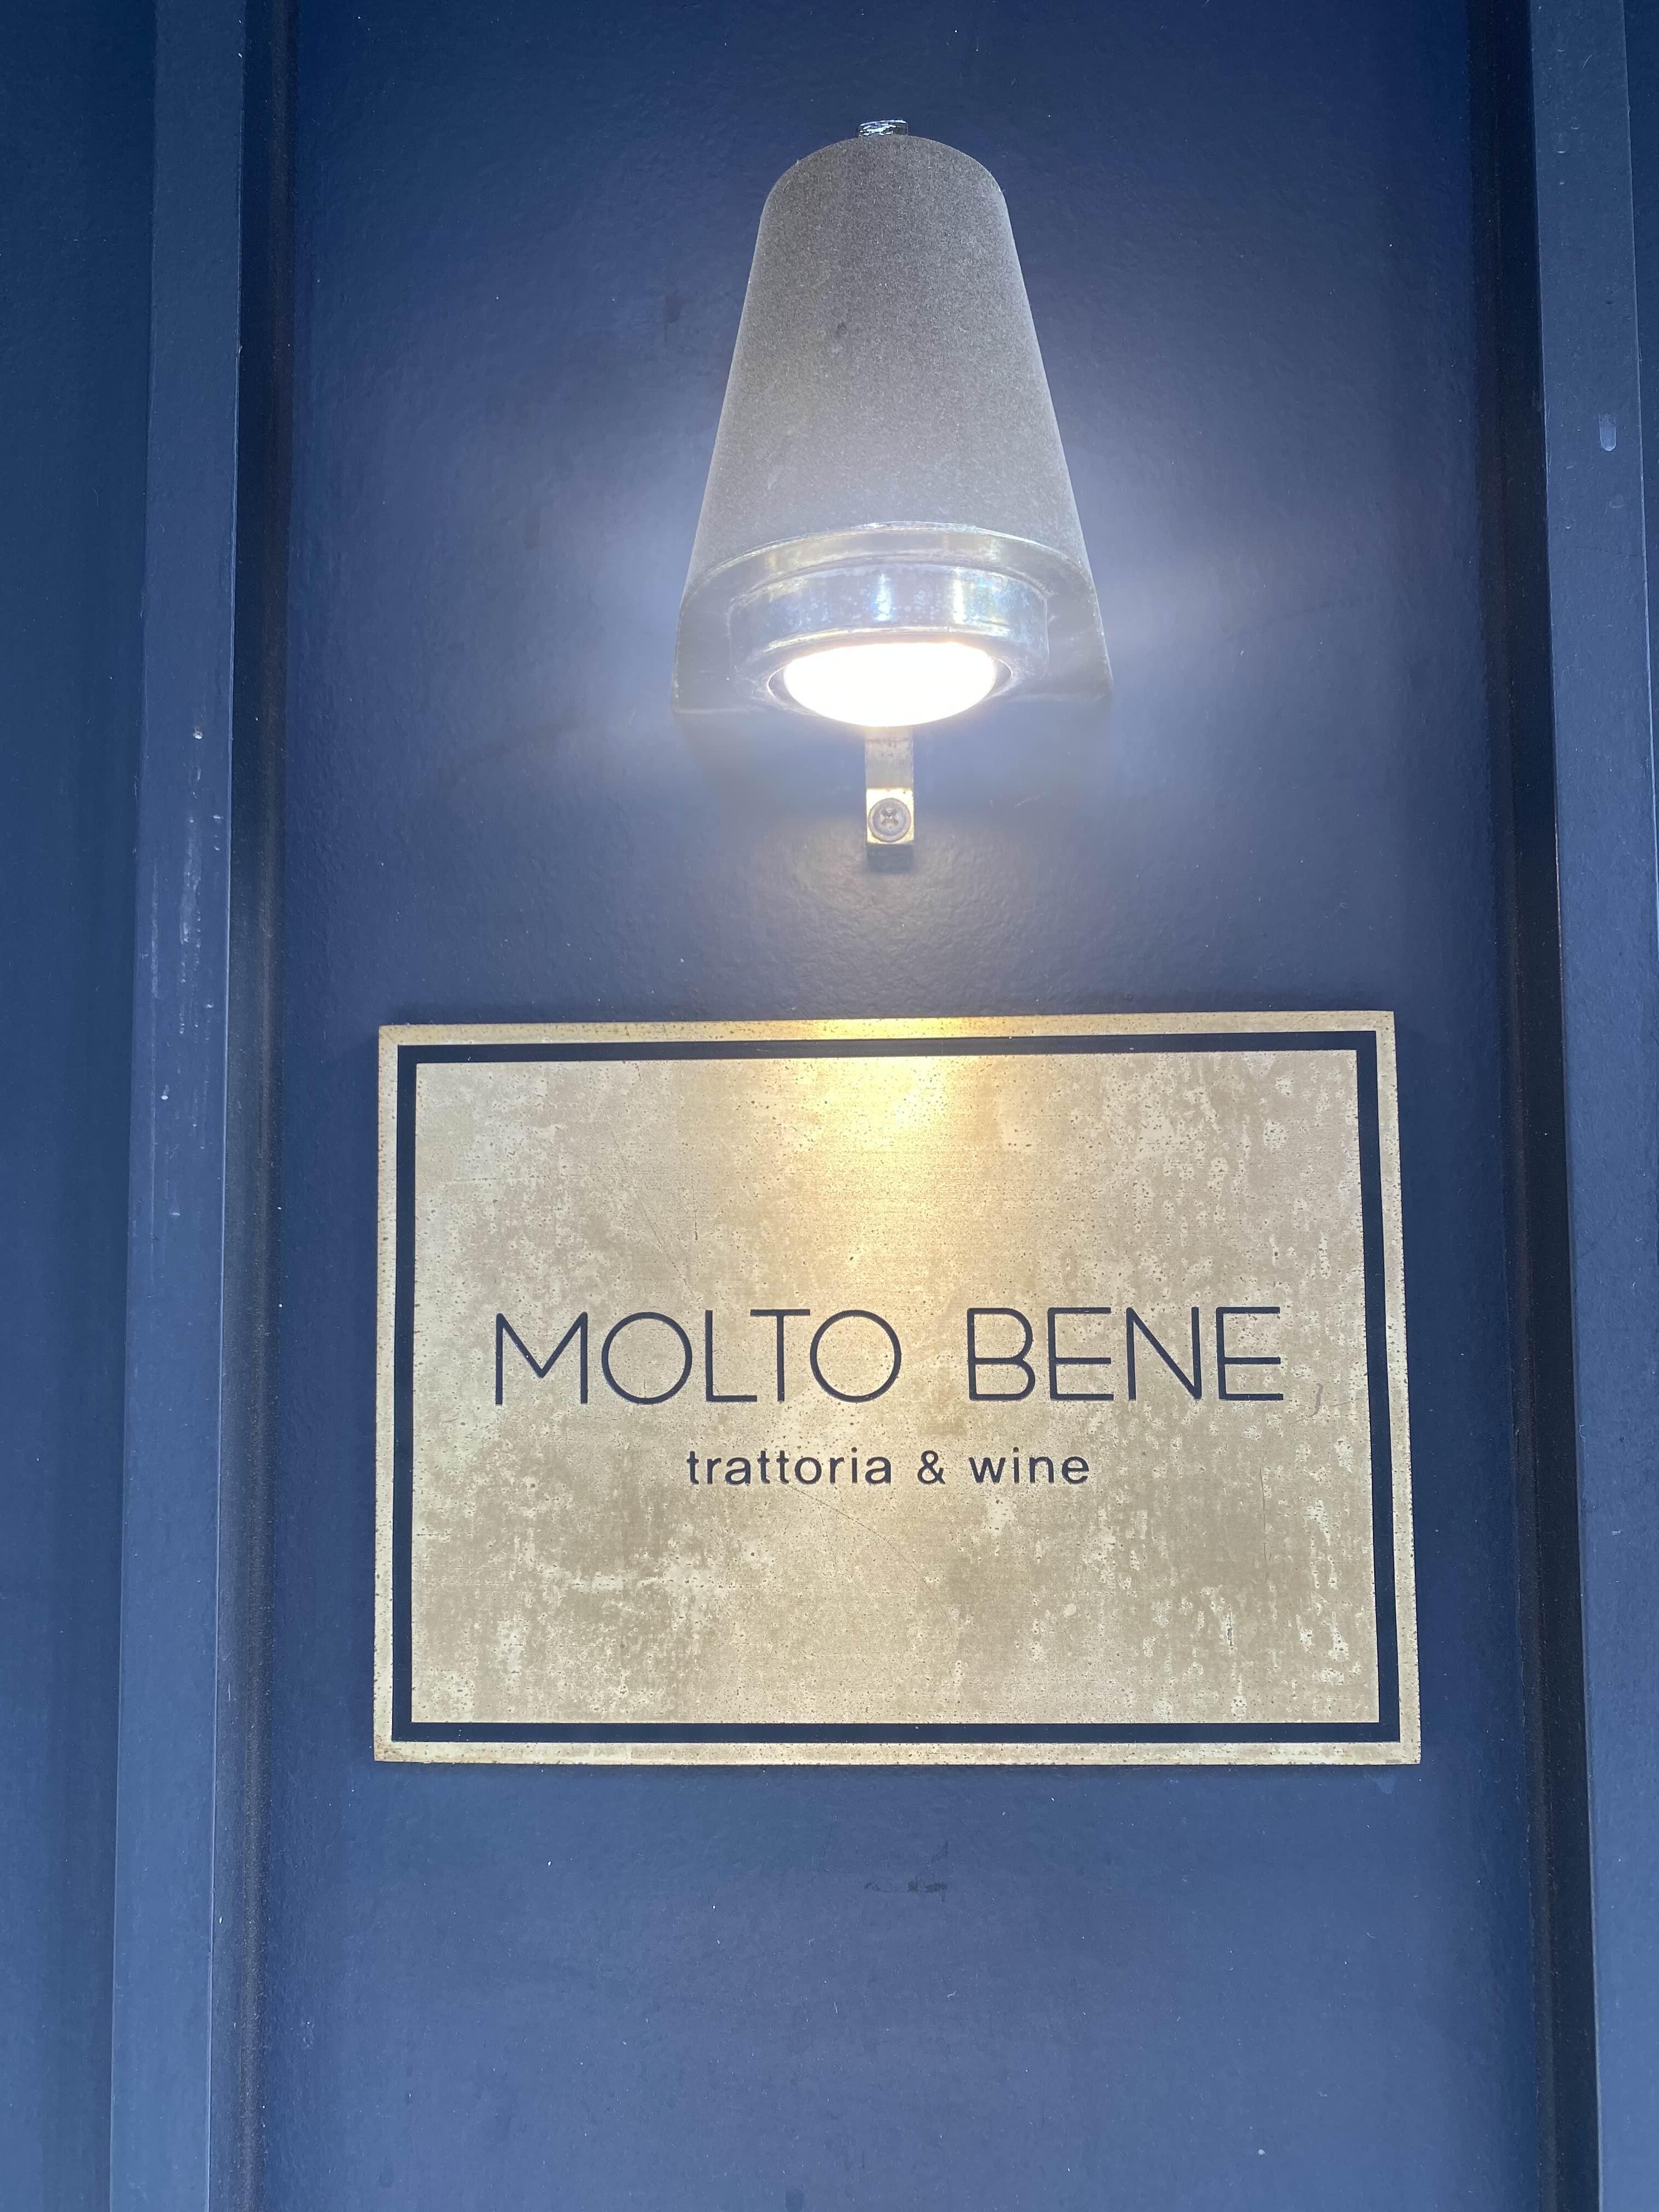 MOLTO BENE
trattoria & wine